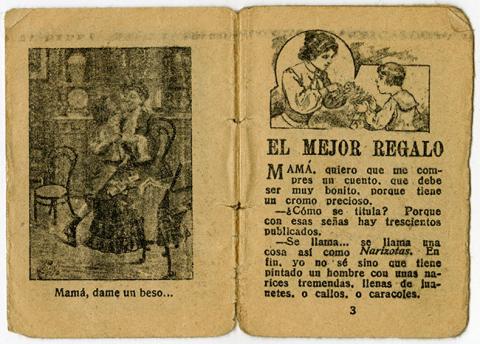 Mamá, dame un beso...
EL MEJOR REGALO
MAMÁ, quiero que me com-
pres un cuento, que debe
ser muy bonito, porque tiene
un cromo precioso.
—¿Cómo se titula? Porque
con esas señas hay trescientos
publicados.
—Se llama... se llama una
cosa así como Narizotas. En
fin, yo no sé sino que tiene
pintado un hombre con unas na-
rices tremendas, llenas de jua-
netes, o callos, o caracoles.
3